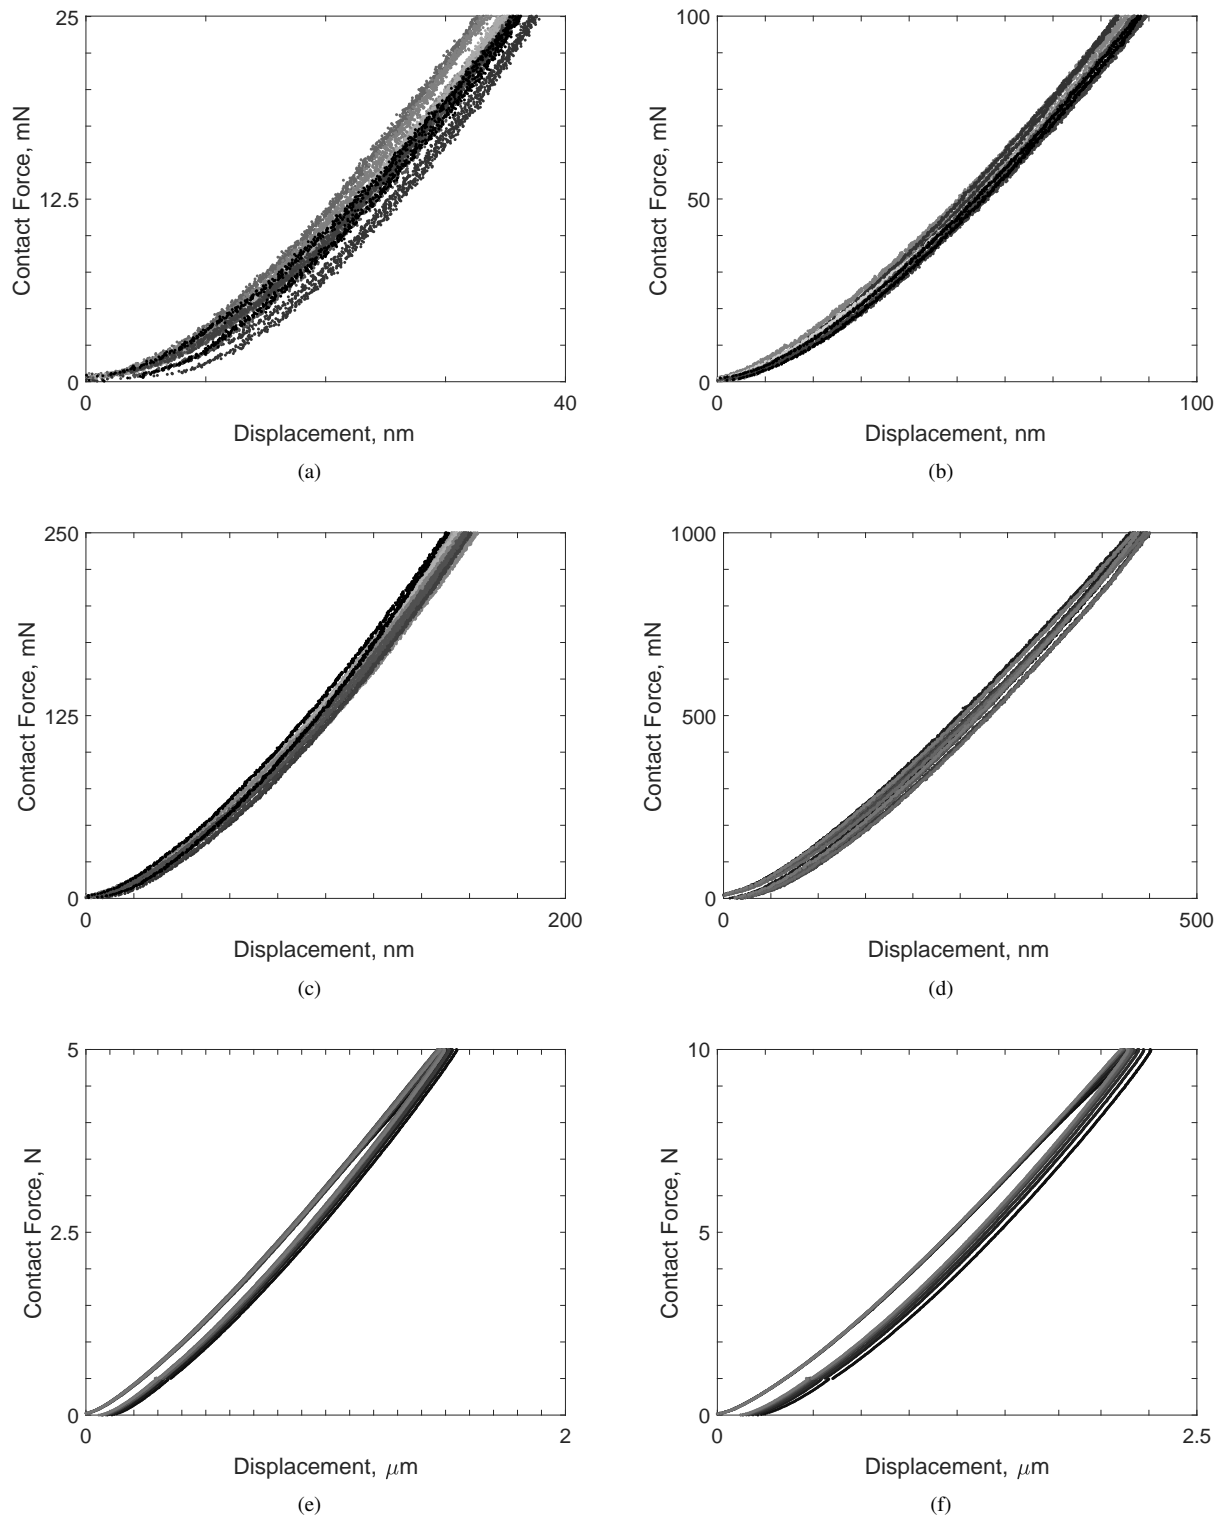 25
12.5
0
Contact Force, mN
0
40
Displacement, nm
(a)
100
50
0
Contact Force, mN
0
100
Displacement, nm
(b)
250
125
0
Contact Force, mN
0
200
Displacement, nm
(c)
1000
500
0
Contact Force, mN
0
500
Displacement, nm
(d)
5
2.5
0
Contact Force, N
0
2
Displacement, μm
(e)
10
5
0
Contact Force, N
0
2.5
Displacement, μm
(f)